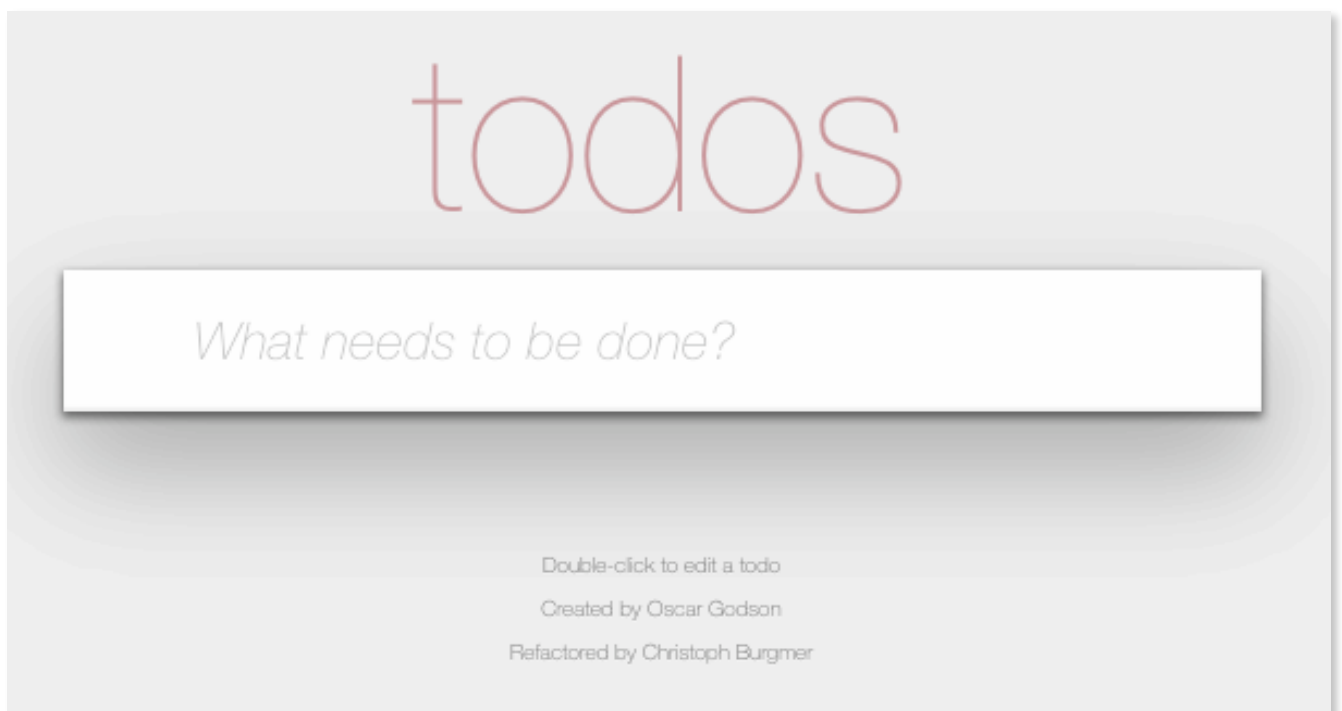 todos
What needs to be done?
Double-click to edit a todo
Created by Oscar Godson
Refactored by Christoph Burgmer